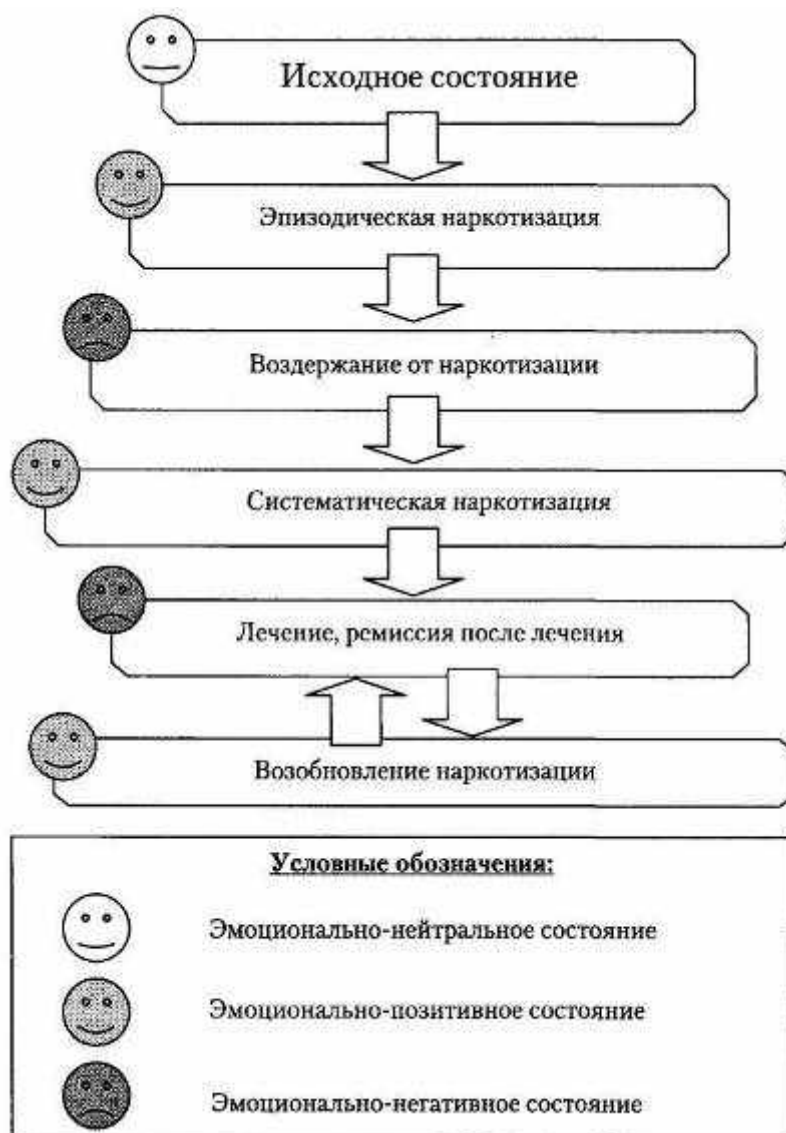 Исходное состояние
Эпизодическая наркотизация
Воздержание от наркотизации
Систематическая наркотизация
Лечение, ремиссия после лечения
Возобновление наркотизации
Условные обозначения:
Эмоционально-нейтральное состояние
Эмоционально-позитивное состояние
Эмоционально-негативное состояние